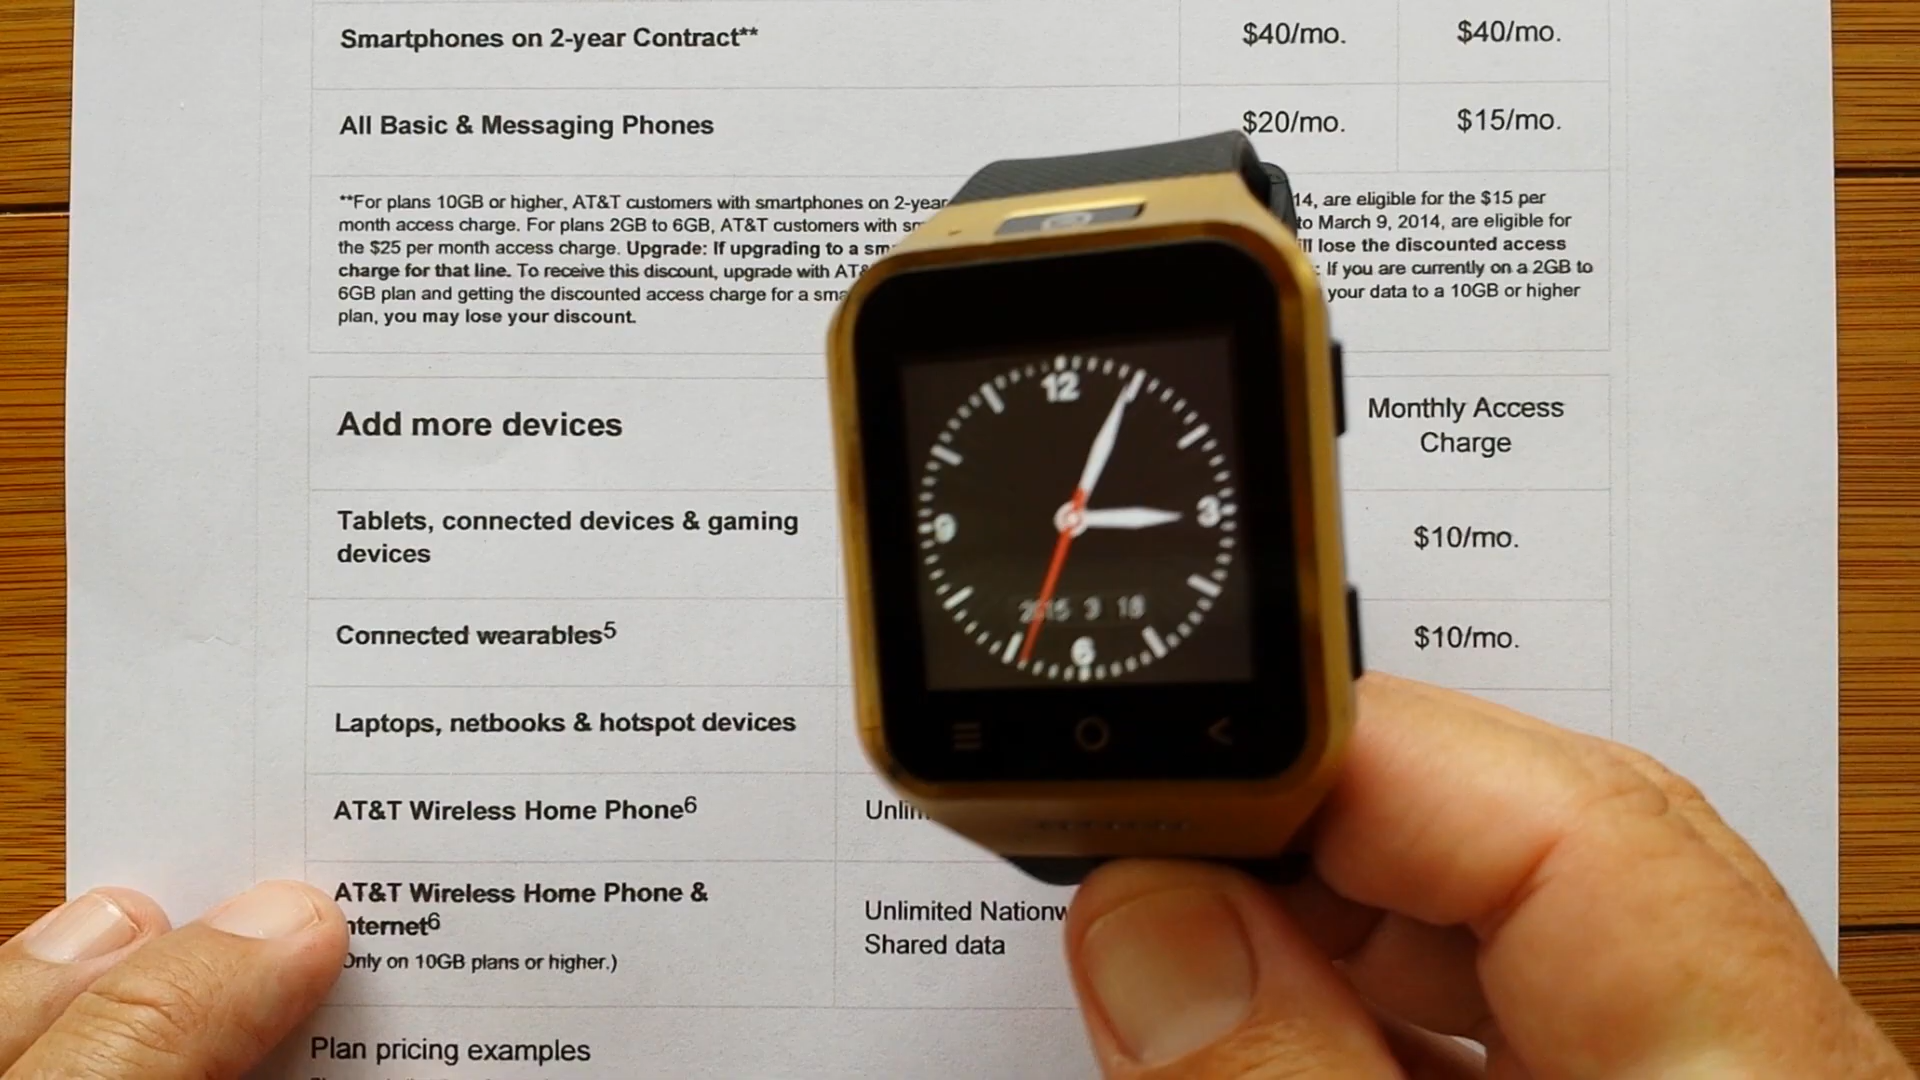 Smartphones on 2-year Contract** $40/mo. $40/mo.
All Basic & Messaging Phones $20/mo. $15/mo.
**For plans 10GB or higher, AT&T customers with smartphones on 2-year 14, are eligible for the $15 per
month access charge. For plans 2GB to 6GB, AT&T customers with to March 9, 2014, are eligible for
the $25 per month access charge. Upgrade: If upgrading to a lose the discounted access
charge for that line. To receive this discount, upgrade with : If you are currently on a 2GB to
6GB plan and getting the discounted access charge for a your data to a 10GB or higher
plan, you may lose your discount.
Add more devices
Monthly Access
Charge
Tablets, connected devices & gaming
devices
$10/mo.
Connected wearables5 $10/mo.
Laptops, netbooks & hotspot devices
AT&T Wireless Home Phone6
AT&T Wireless Home Phone &
nternet6
Only on 10GB plans or higher.)
Unlimited
Shared data
Plan pricing examples
12
3
9
2015 3 18
6